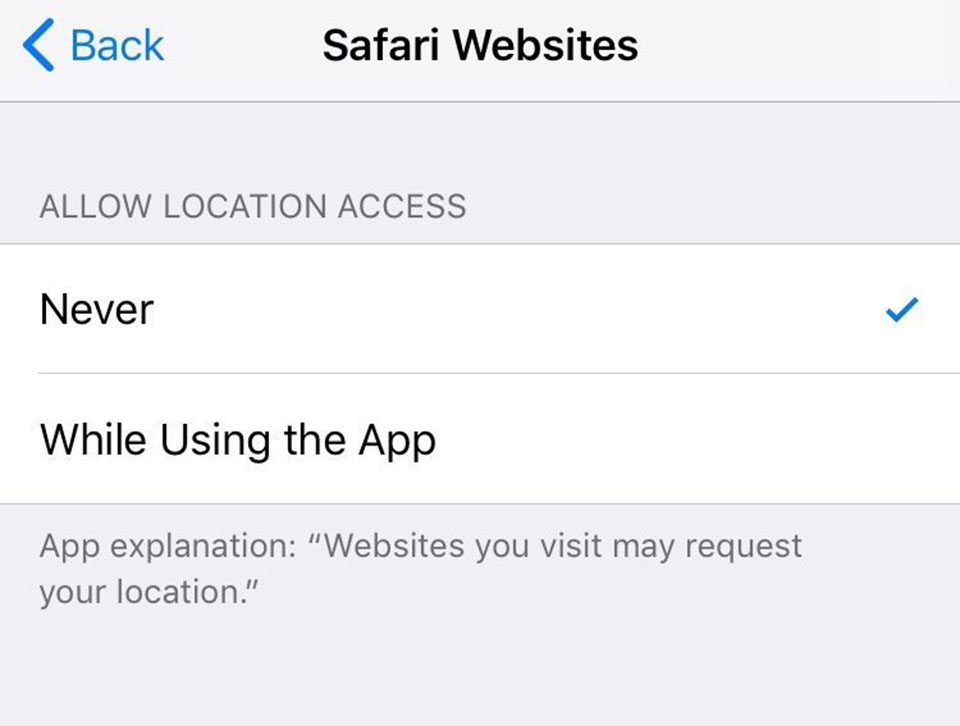 Back Safari Websites
ALLOW LOCATION ACCESS
Never
While Using the App
App explanation: “Websites you visit may request
your location.”